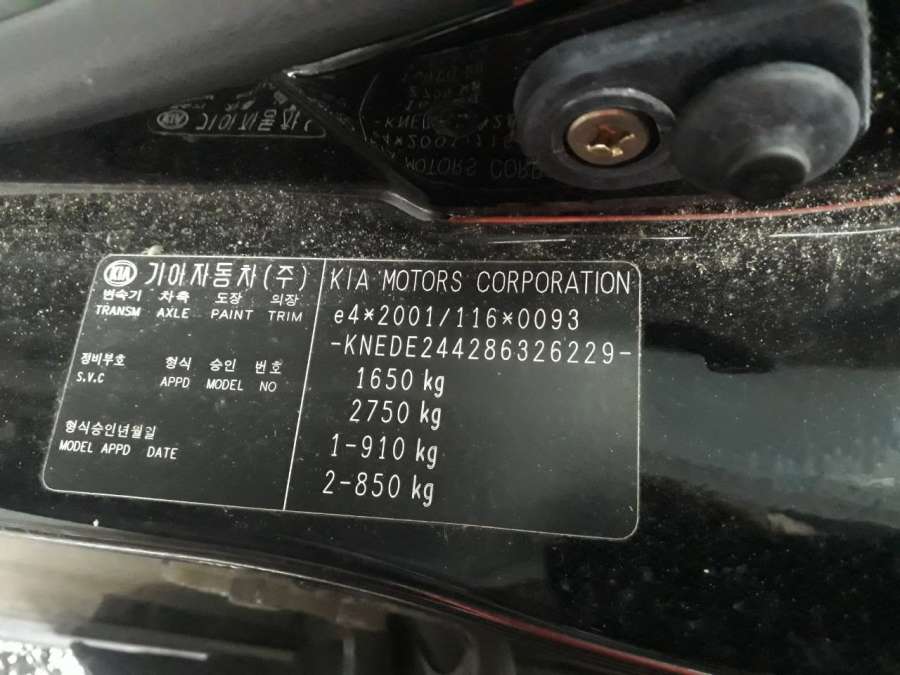 KIA 기아자동차(주)
변속기 차축 도장 의장
TRANSM AXLE PAINT TRIM
정비부호 형식 승인 번호
S.V.C APPD MODEL NO
형식승인년월일
MODEL APPD DATE
KIA MOTORS CORPORATION
e4*2001/116*0093
-KNEDE244286326229-
1650 kg
2750 kg
1-910 kg
2-850 kg